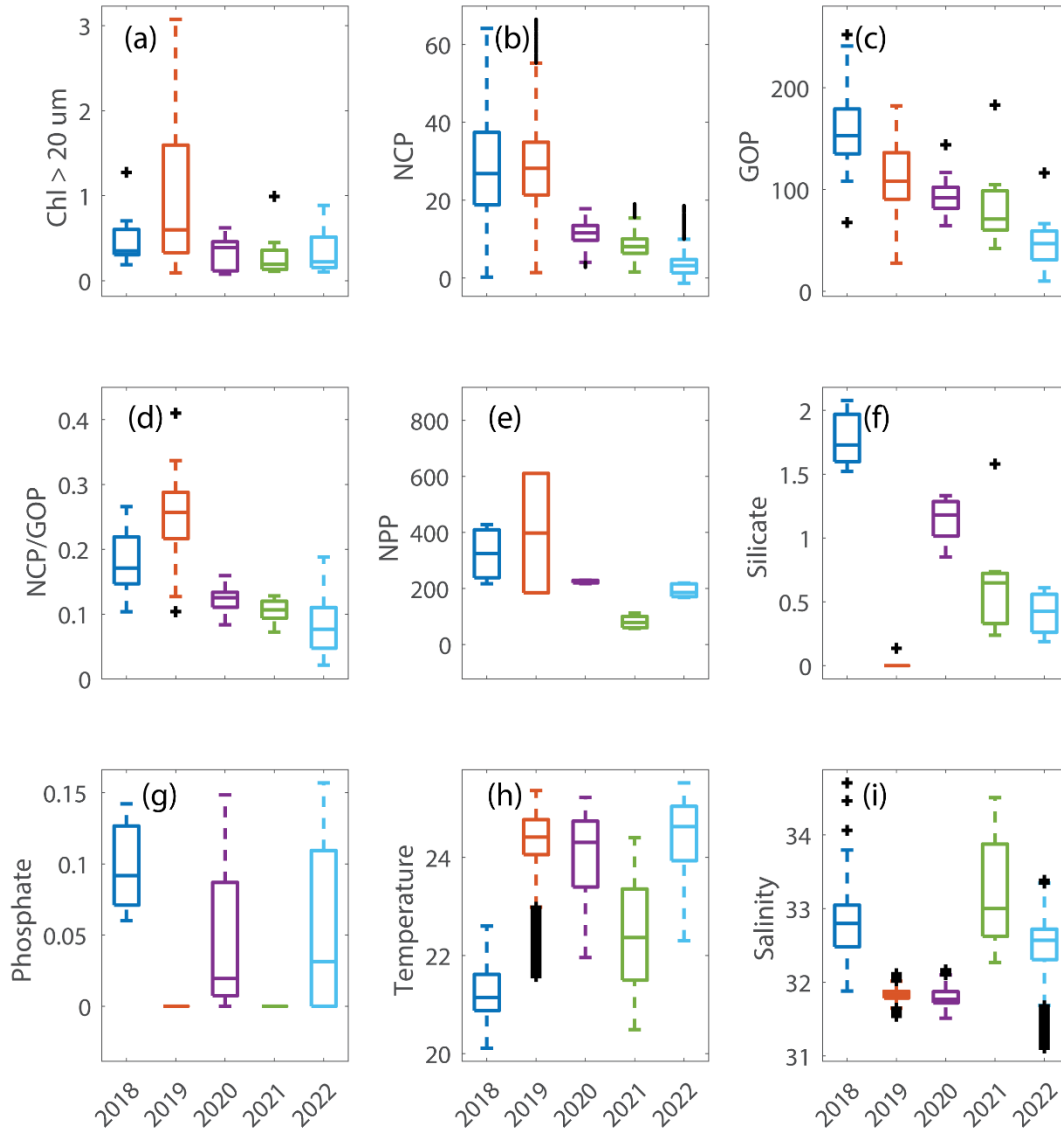 (a)
Chl > 20 um
3
2
1
0
(b)
NCP
60
40
20
0
(c)
GOP
200
100
0
(d)
NCP/GOP
0.4
0.3
0.2
0.1
0
(e)
NPP
800
600
400
200
0
(f)
Silicate
2
1.5
1
0.5
0
(g)
Phosphate
0.15
0.1
0.05
0
2018 2019 2020 2021 2022
(h)
Temperature
24
22
20
2018 2019 2020 2021 2022
(i)
Salinity
34
33
32
31
2018 2019 2020 2021 2022